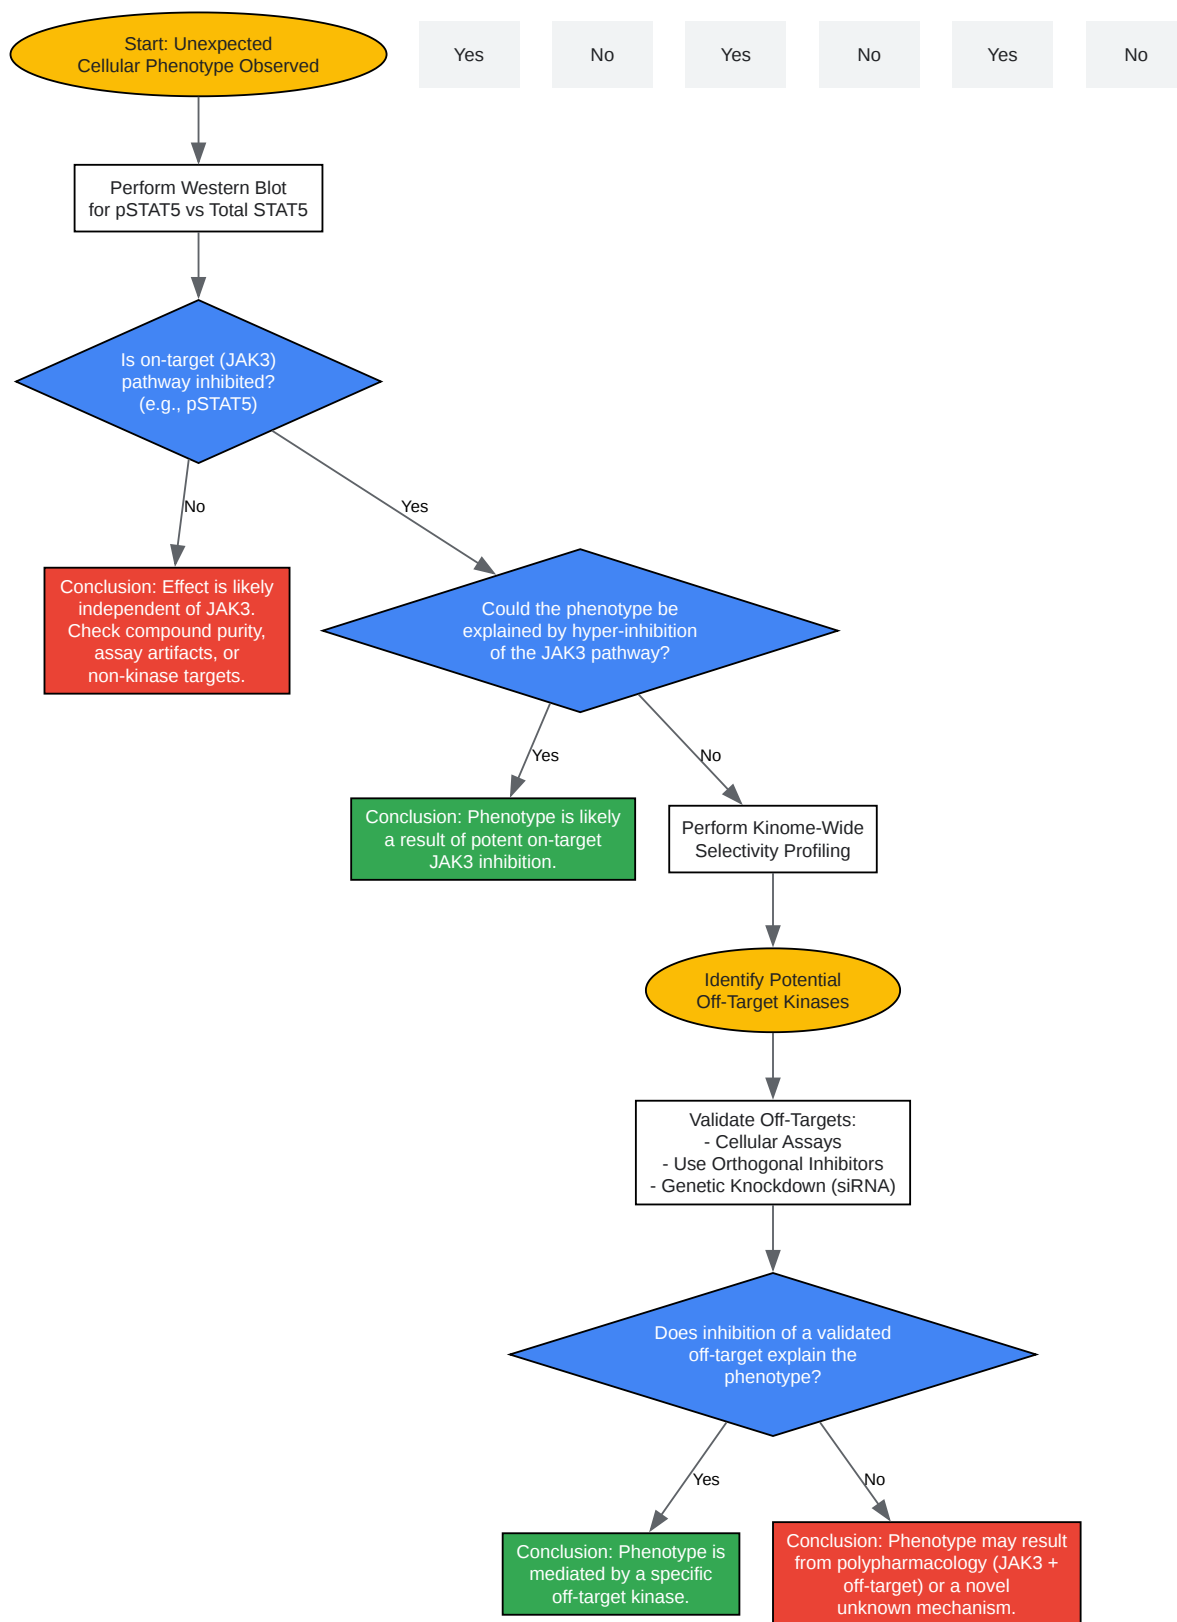 Start: Unexpected
Cellular Phenotype Observed
Yes
No
Yes
No
Yes
No
Perform Western Blot
for pSTAT5 vs Total STAT5
Is on-target (JAK3)
pathway inhibited?
(e.g., pSTAT5)
No
Yes
Conclusion: Effect is likely
independent of JAK3.
Check compound purity,
assay artifacts, or
non-kinase targets.
Could the phenotype be
explained by hyper-inhibition
of the JAK3 pathway?
Yes
No
Conclusion: Phenotype is likely
a result of potent on-target
JAK3 inhibition.
Perform Kinome-Wide
Selectivity Profiling
Identify Potential
Off-Target Kinases
Validate Off-Targets:
- Cellular Assays
- Use Orthogonal Inhibitors
- Genetic Knockdown (siRNA)
Does inhibition of a validated
off-target explain the
phenotype?
Yes
No
Conclusion: Phenotype is
mediated by a specific
off-target kinase.
Conclusion: Phenotype may result
from polypharmacology (JAK3 +
off-target) or a novel
unknown mechanism.